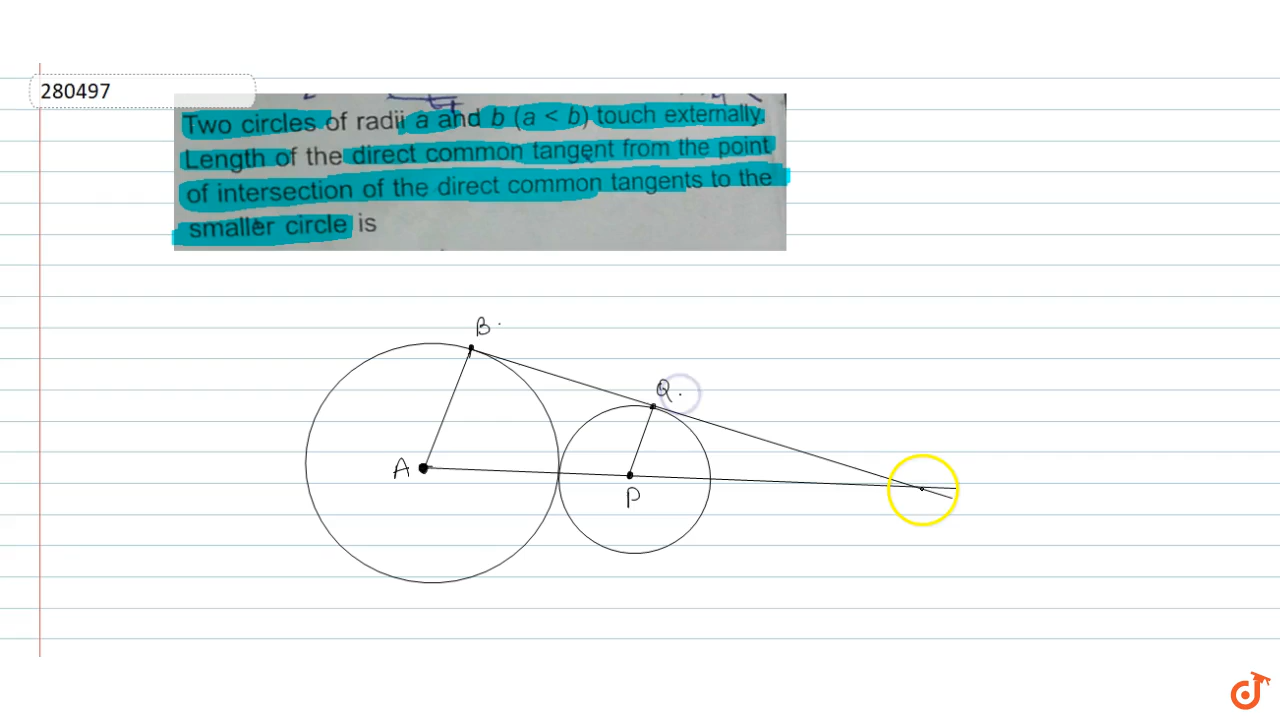 280497
Two circles of radii a and b (a < b) touch externally.
Length of the direct common tangent from the point
of intersection of the direct common tangents to the
smaller circle is
B
Q
A
P